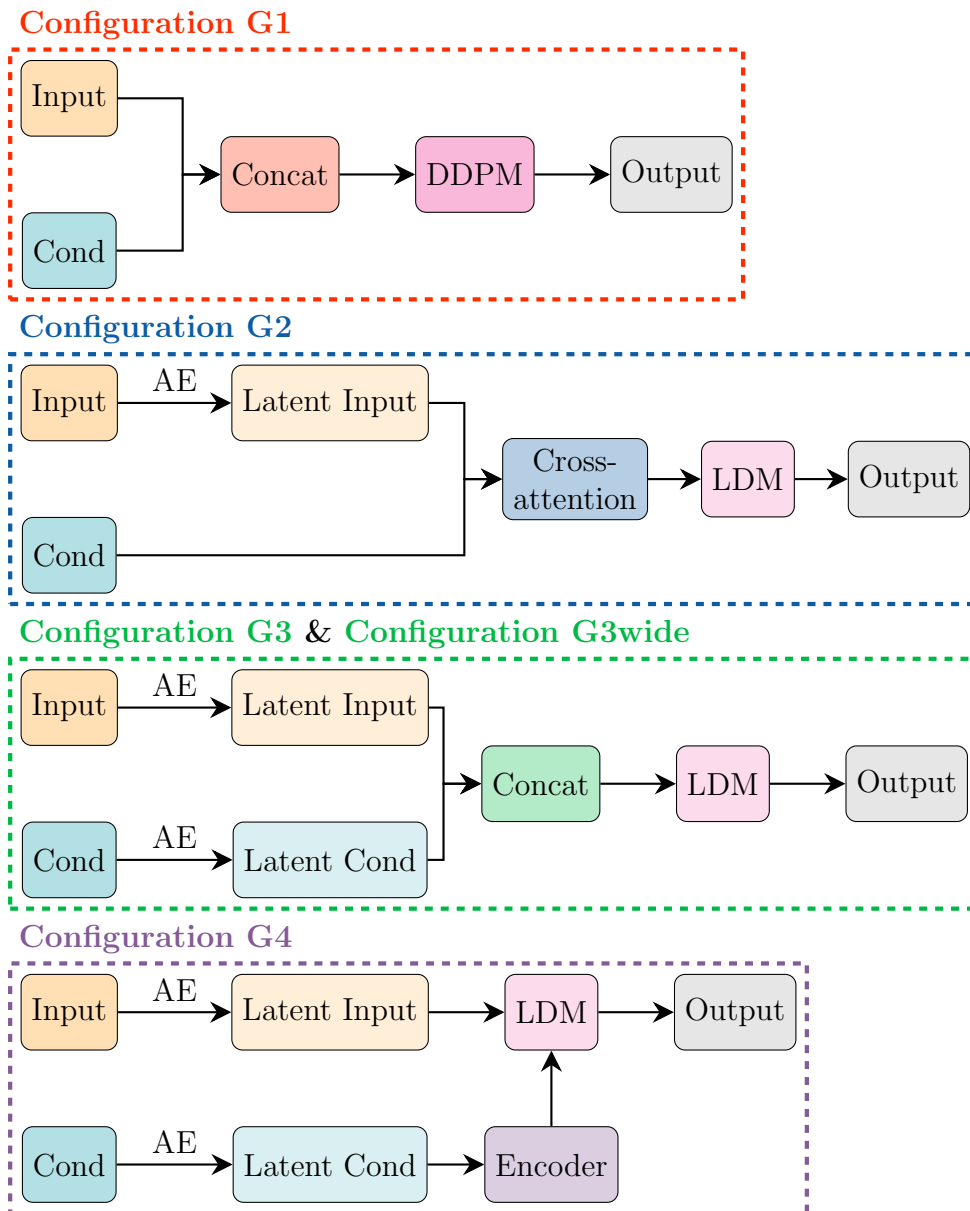 Configuration G1
Input
Concat
DDPM
Output
Cond
Configuration G2
Input
AE
Latent Input
Cross-
attention
LDM
Output
Cond
Configuration G3 & Configuration G3wide
Input
AE
Latent Input
Concat
LDM
Output
Cond
AE
Latent Cond
Configuration G4
Input
AE
Latent Input
LDM
Output
Cond
AE
Latent Cond
Encoder